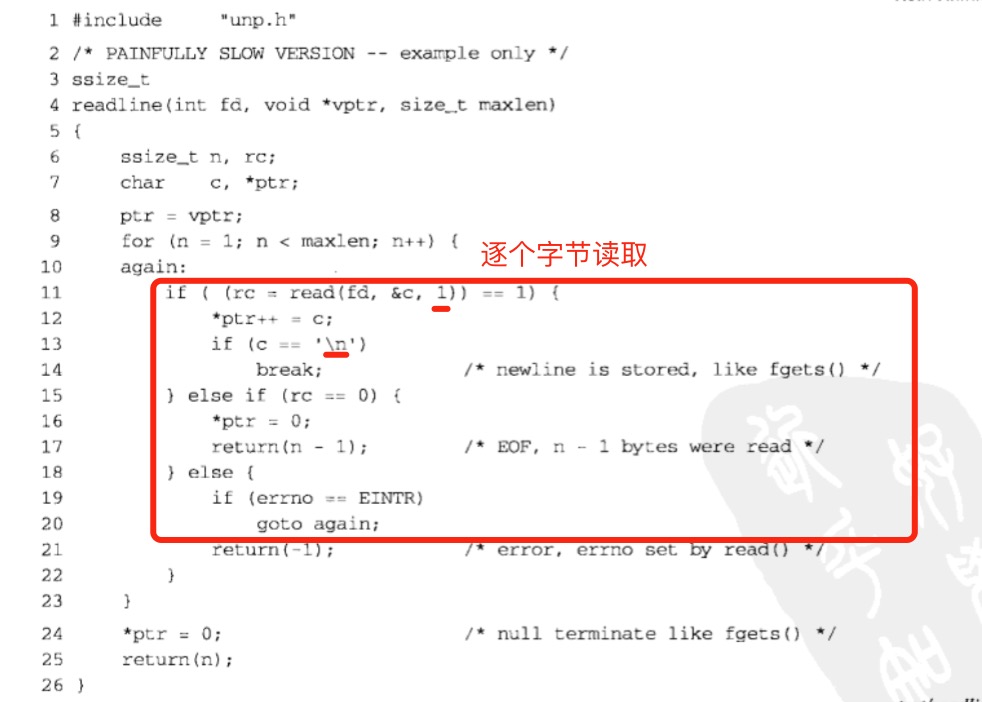 1 #include      "unp.h"
2 /* PAINFULLY SLOW VERSION -- example only */
3 ssize_t
4 readline(int fd, void *vptr, size_t maxlen)
5 {
6     ssize_t n, rc;
7     char    c, *ptr;
8     ptr = vptr;
9     for (n = 1; n < maxlen; n++) {
逐个字节读取
10     again:
11         if ( (rc = read(fd, &c, 1)) == 1) {
12             *ptr++ = c;
13             if (c == '\n')
14                 break;          /* newline is stored, like fgets() */
15         } else if (rc == 0) {
16             *ptr = 0;
17             return(n - 1);      /* EOF, n - 1 bytes were read */
18         } else {
19             if (errno == EINTR)
20                 goto again;
21             return(-1);         /* error, errno set by read() */
22         }
23     }
24     *ptr = 0;                   /* null terminate like fgets() */
25     return(n);
26 }